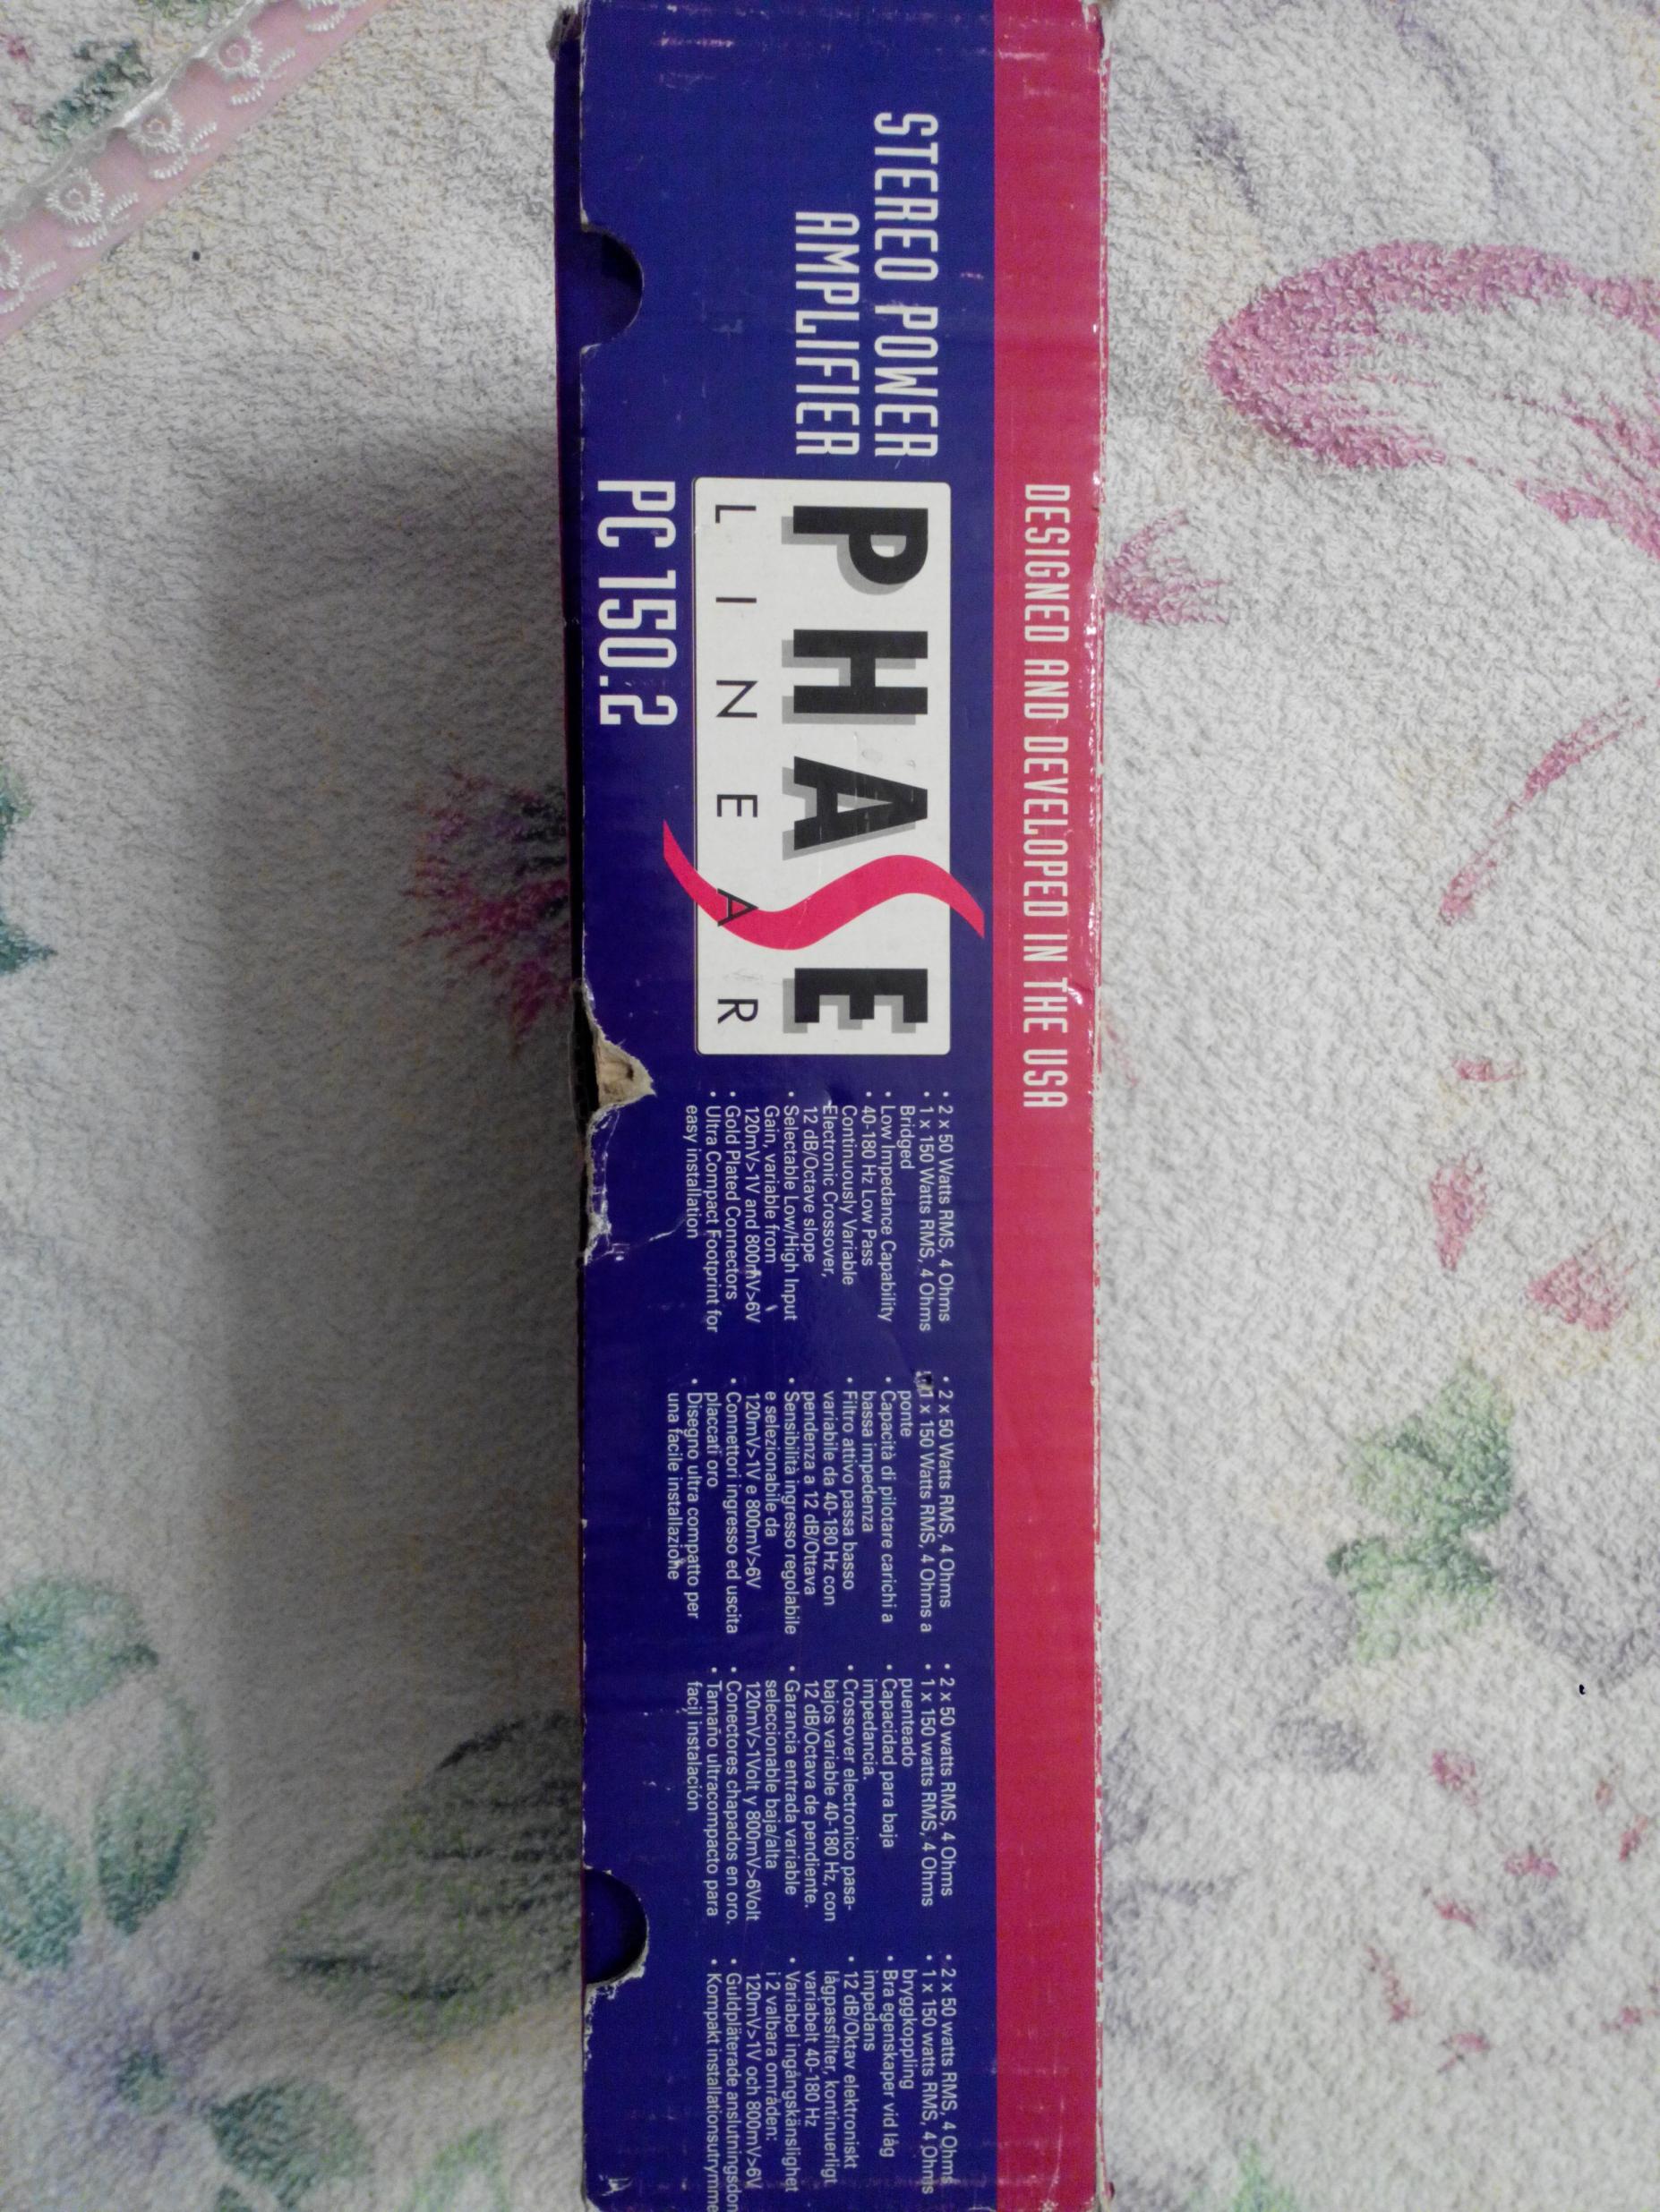 DESIGNED AND DEVELOPED IN THE USA
STEREO POWER
AMPLIFIER
PHASE
LINEAR
PC 150.2
• 2 x 50 Watts RMS, 4 Ohms
• 1 x 150 Watts RMS, 4 Ohms
Bridged
• Low Impedance Capability
• 40-180 Hz Low Pass
Continuously Variable
Electronic Crossover,
12 dB/Octave slope
• Selectable Low/High Input
Gain, variable from
120mV>1V and 800mV>6V
• Gold Plated Connectors
• Ultra Compact Footprint for
easy installation
• 2 x 50 Watts RMS, 4 Ohms
• 1 x 150 Watts RMS, 4 Ohms a
ponte
• Capacità di pilotare carichi a
bassa impedenza
• Filtro attivo passa basso
variabile da 40-180 Hz con
pendenza a 12 dB/Ottava
• Sensibilità ingresso regolabile
e selezionabile da
120mV>1V e 800mV>6V
• Connettori ingresso ed uscita
placcati oro
• Disegno ultra compatto per
una facile installazione
• 2 x 50 watts RMS, 4 Ohms
• 1 x 150 watts RMS, 4 Ohms
puenteado
• Capacidad para baja
impedancia.
• Crossover electronico pasa-
bajos variable 40-180 Hz, con
12 dB/Octava de pendiente.
• Garancia entrada variable
seleccionable baja/alta
120mV>1Volt y 800mV>6Volt
• Conectores chapados en oro.
• Tamaño ultracompacto para
facil instalación
• 2 x 50 watts RMS, 4 Ohms
• 1 x 150 watts RMS, 4 Ohms
bryggkoppling
• Bra egenskaper vid låg
impedans
• 12 dB/Oktav elektroniskt
lågpassfilter, kontinuerligt
variabelt 40-180 Hz
• Variabel ingångskänslighet
i 2 valbara områden:
120mV>1V och 800mV>6V
• Guldpläterade anslutningsdon
• Kompakt installationsutrymme